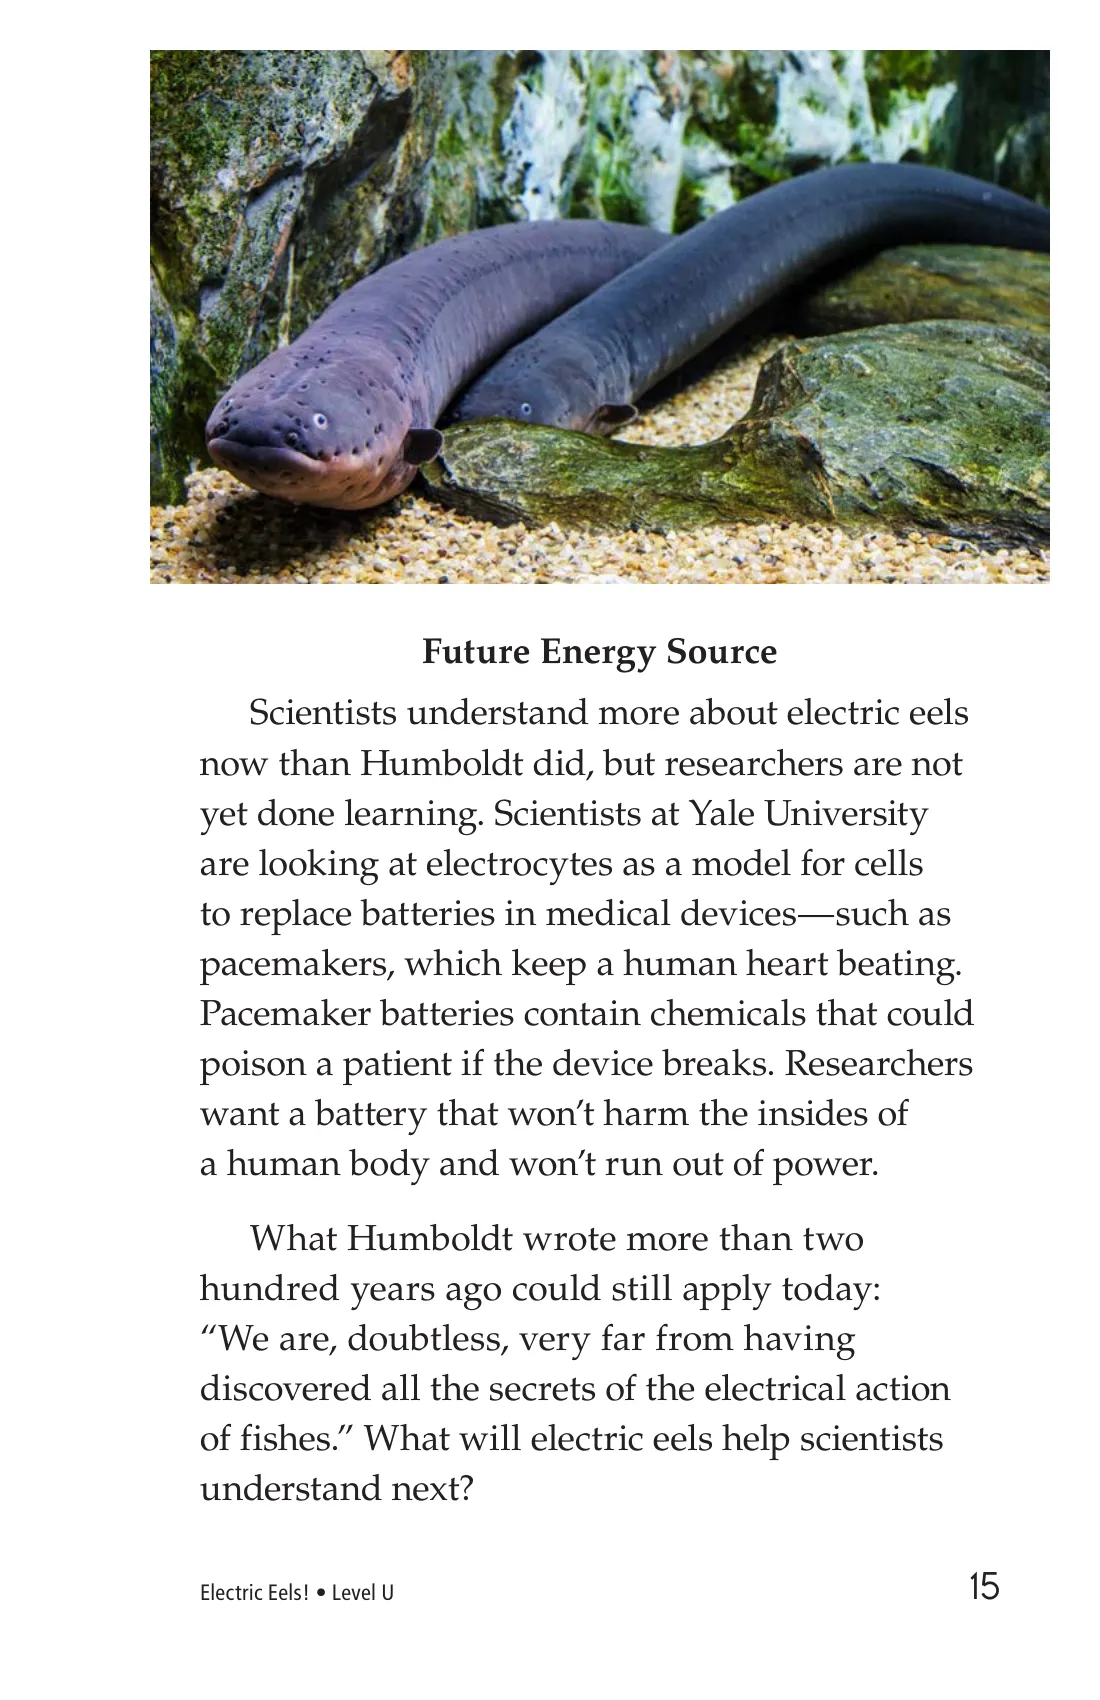 Future Energy Source
Scientists understand more about electric eels
now than Humboldt did, but researchers are not
yet done learning. Scientists at Yale University
are looking at electrocytes as a model for cells
to replace batteries in medical devices—such as
pacemakers, which keep a human heart beating.
Pacemaker batteries contain chemicals that could
poison a patient if the device breaks. Researchers
want a battery that won’t harm the insides of
a human body and won’t run out of power.
What Humboldt wrote more than two
hundred years ago could still apply today:
“We are, doubtless, very far from having
discovered all the secrets of the electrical action
of fishes.” What will electric eels help scientists
understand next?
Electric Eels! • Level U
15